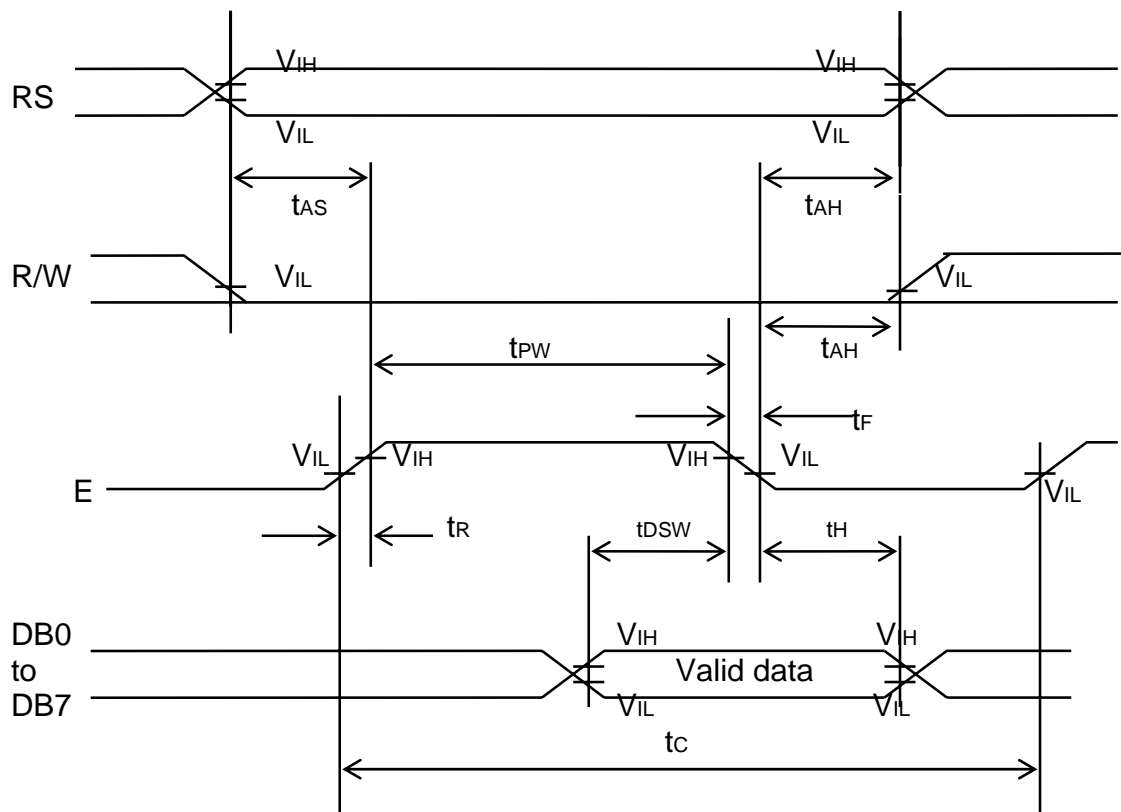 VIH VIH
RS
VIL VIL
tAS tAH
R/W VIL VIL
tPW tAH
tF
VIL VIH VIH VIL
E VIL
tR tDSW tH
DB0 VIH VIH
to Valid data
DB7 VIL VIL
tC